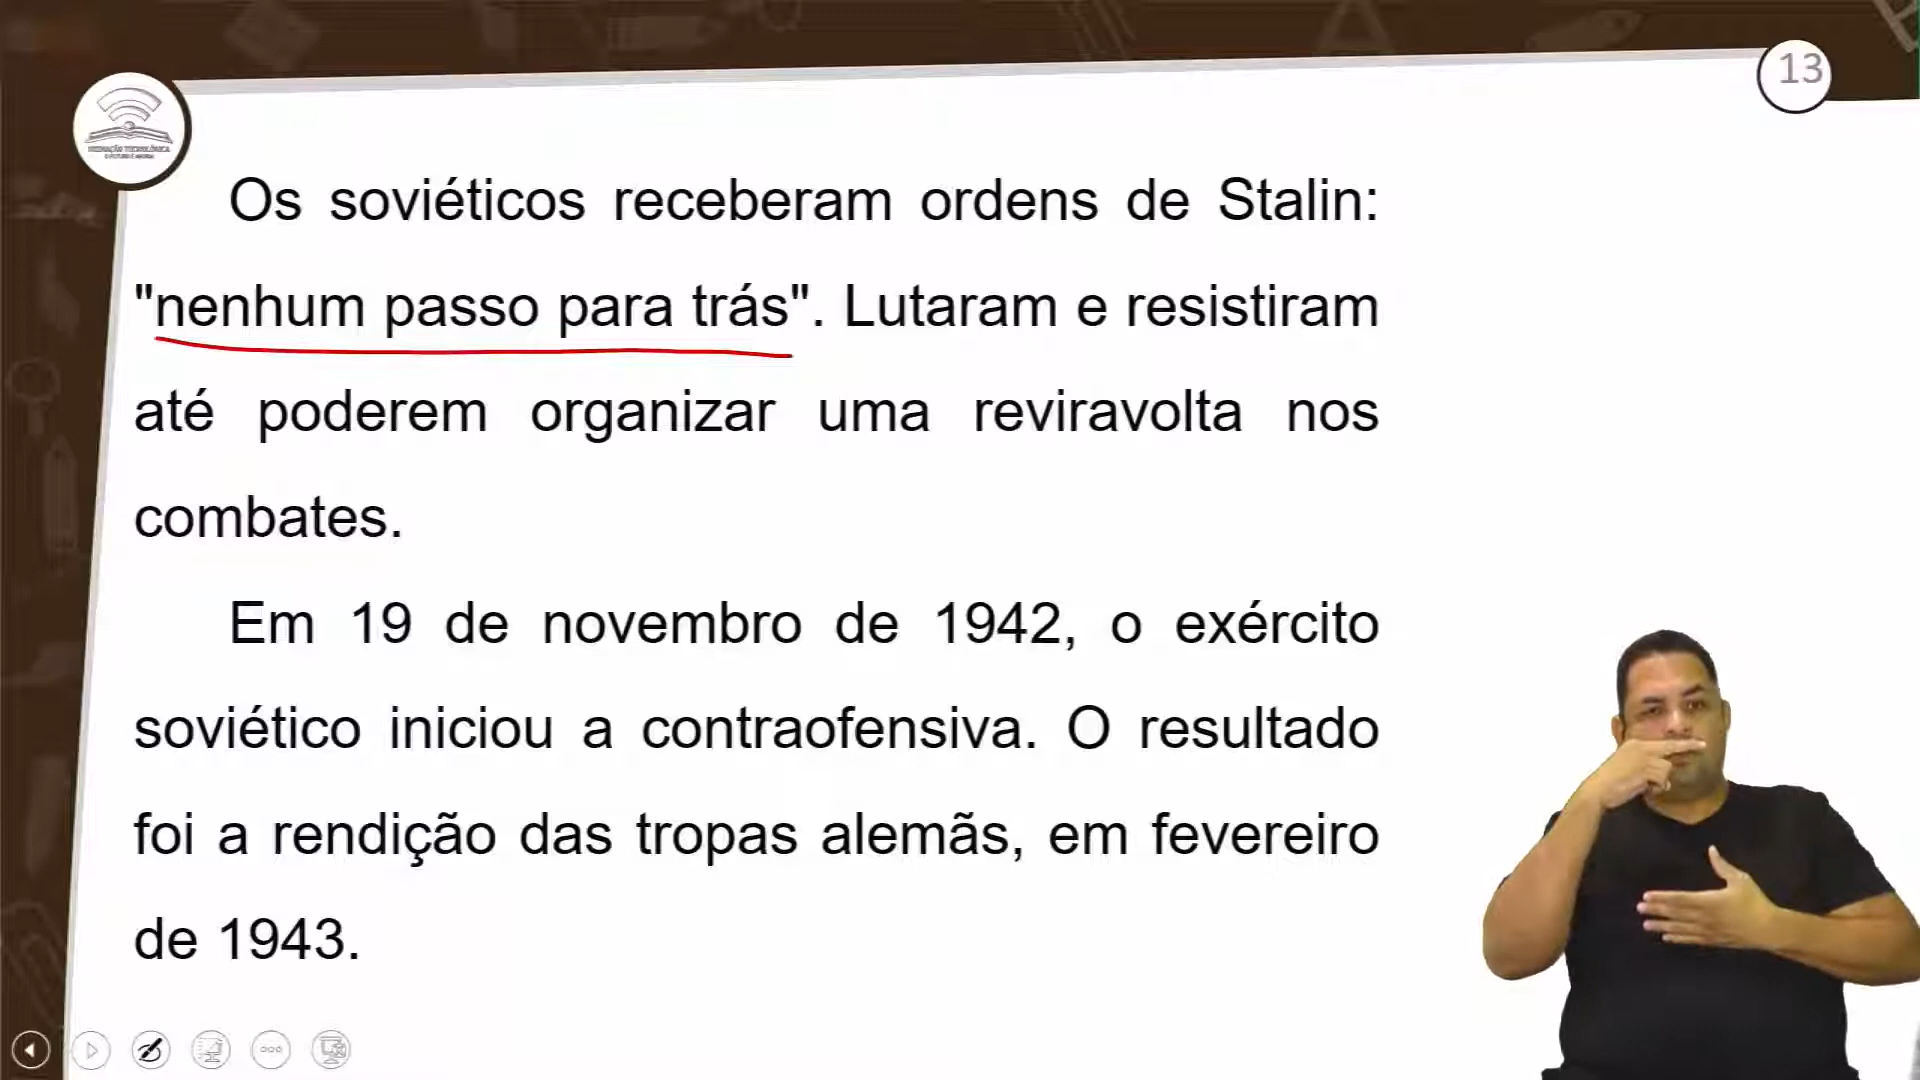 13
Os soviéticos receberam ordens de Stalin:
"nenhum passo para trás". Lutaram e resistiram
até poderem organizar uma reviravolta nos
combates.
Em 19 de novembro de 1942, o exército
soviético iniciou a contraofensiva. O resultado
foi a rendição das tropas alemãs, em fevereiro
de 1943.